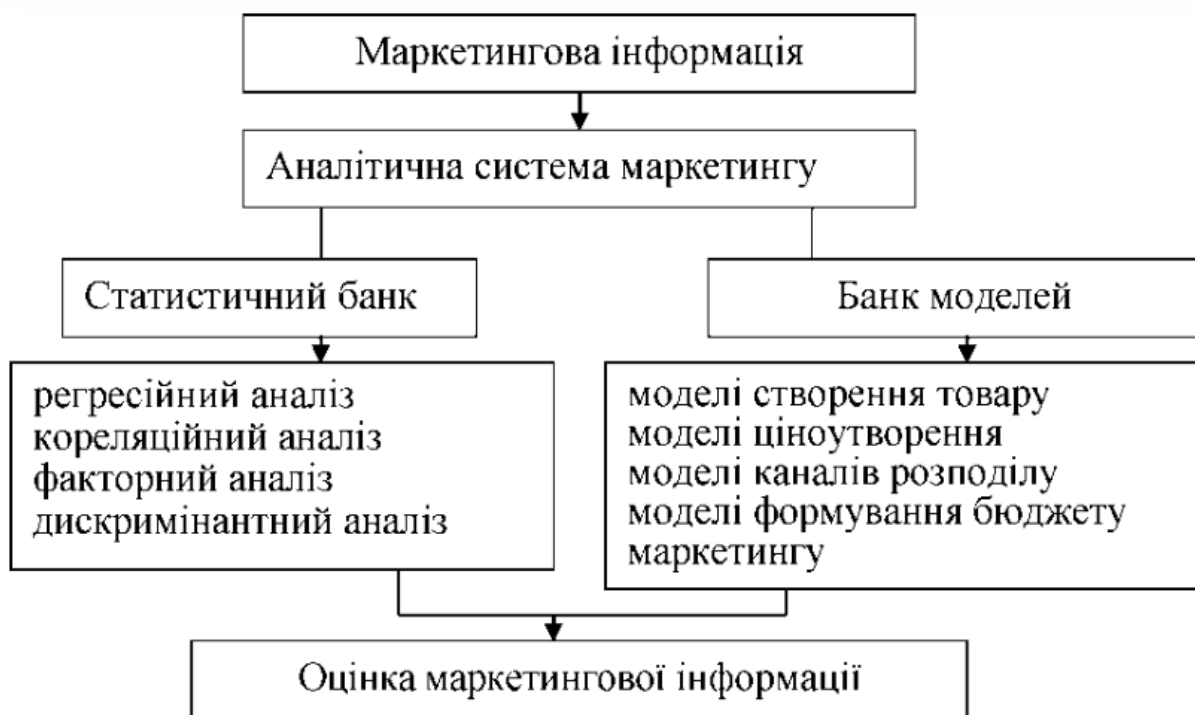 Маркетингова інформація
Аналітична система маркетингу
Статистичний банк
Банк моделей
регресійний аналіз
кореляційний аналіз
факторний аналіз
дискримінантний аналіз
моделі створення товару
моделі ціноутворення
моделі каналів розподілу
моделі формування бюджету
маркетингу
Оцінка маркетингової інформації